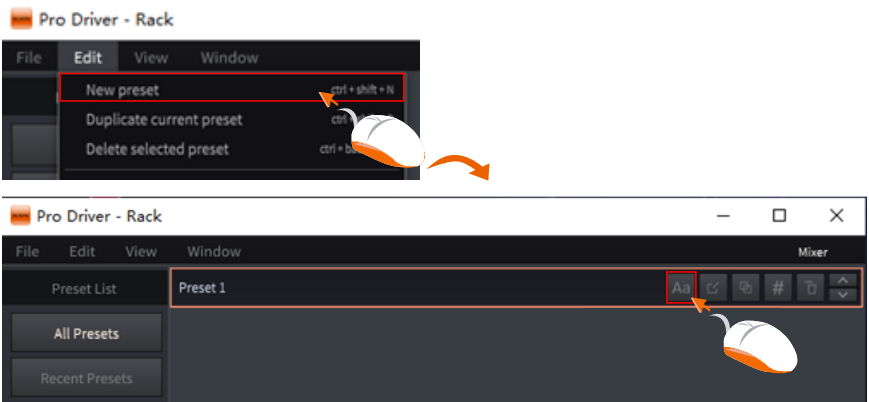 Pro Driver - Rack
File Edit View Window
New preset ctrl + shift + N
Duplicate current preset
Delete selected preset
Pro Driver - Rack
File Edit View Window Mixer
Preset List Preset 1 Aa #
All Presets
Recent Presets